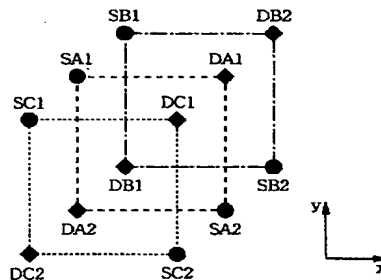 SB1 DB2
SA1 DA1
SC1 DC1
DB1 SB2
DA2 SA2
DC2 SC2
y
x